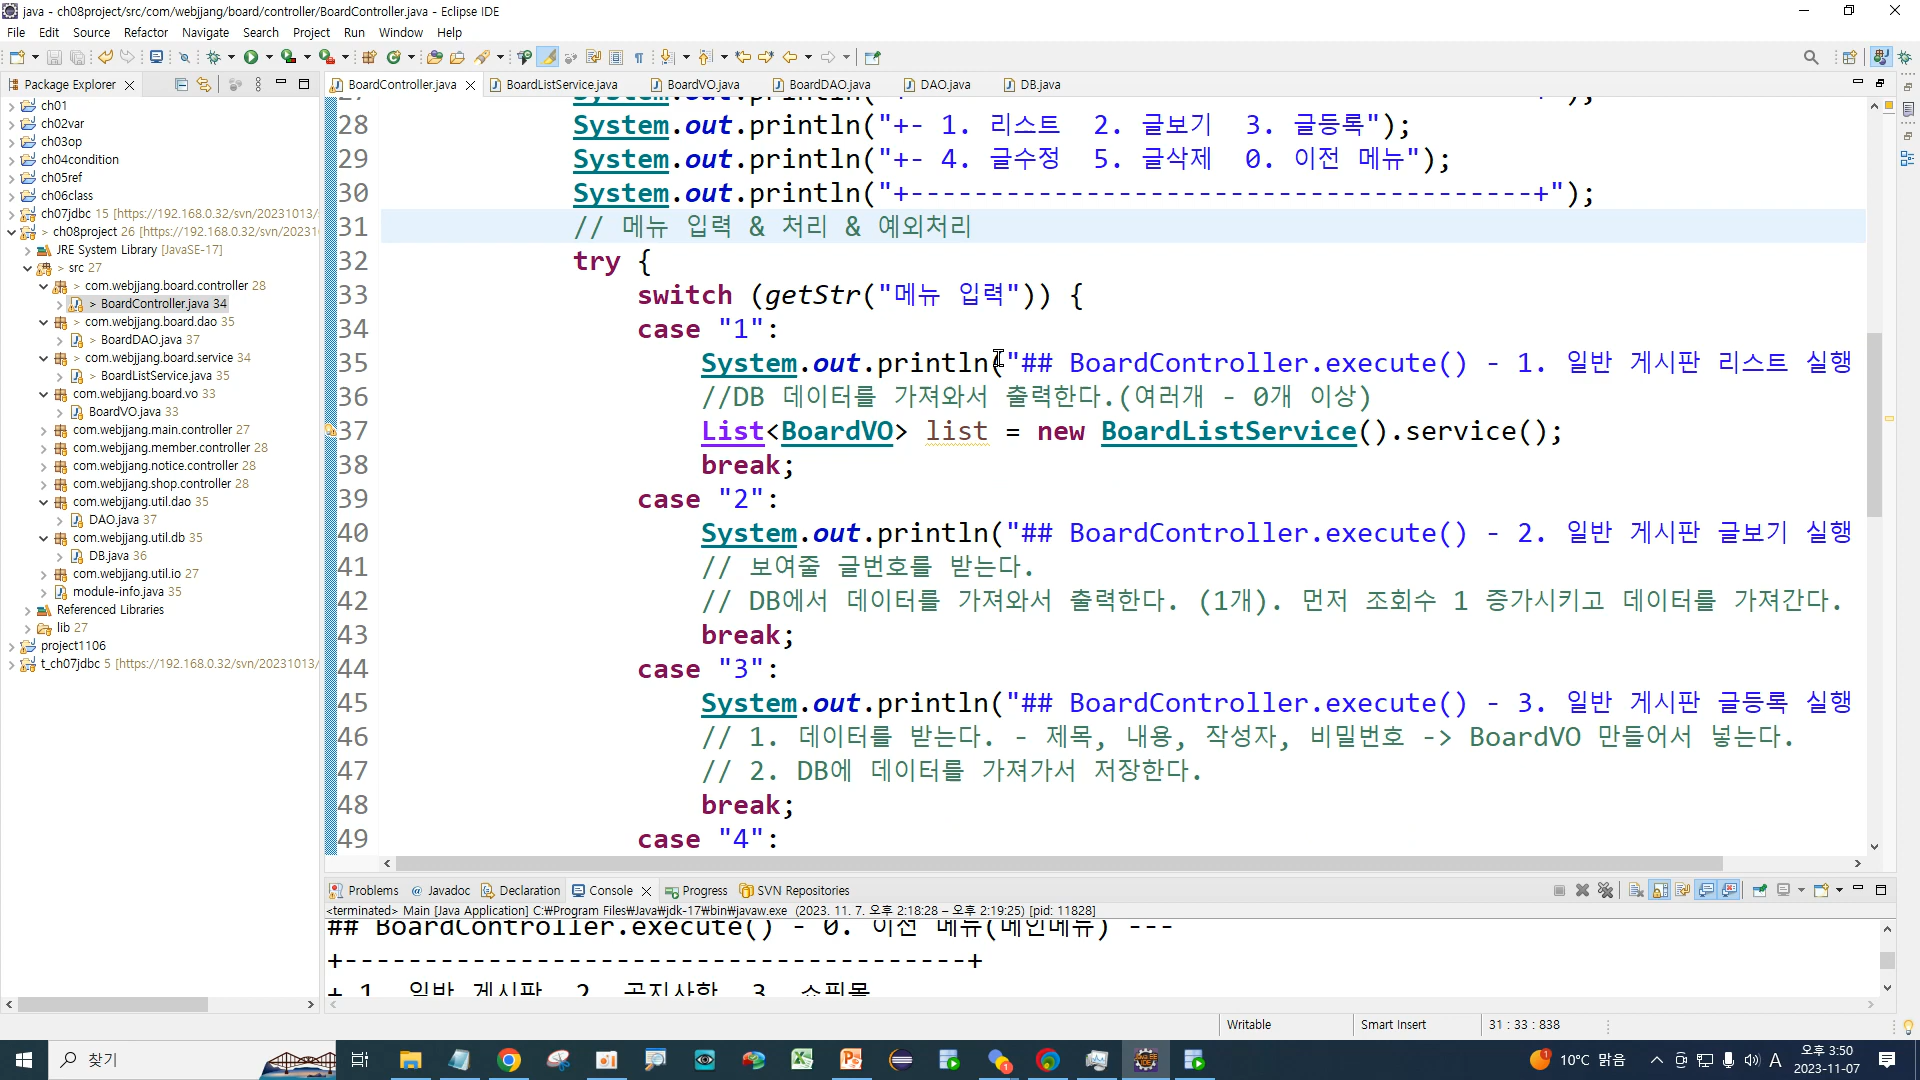 java - ch08project/src/com/webjjang/board/controller/BoardController.java - Eclipse IDE
File Edit Source Refactor Navigate Search Project Run Window Help
Package Explorer
BoardController.java BoardListService.java BoardVO.java BoardDAO.java DAO.java DB.java
ch01
ch02var
ch03op
ch04condition
ch05ref
ch06class
ch07jdbc 15 [https://192.168.0.32/svn/20231013/
> ch08project 26 [https://192.168.0.32/svn/20231
JRE System Library [JavaSE-17]
> src 27
> com.webjjang.board.controller 28
> BoardController.java 34
> com.webjjang.board.dao 35
> BoardDAO.java 37
> com.webjjang.board.service 34
> BoardListService.java 35
com.webjjang.board.vo 33
BoardVO.java 33
com.webjjang.main.controller 27
com.webjjang.member.controller 28
com.webjjang.notice.controller 28
com.webjjang.shop.controller 28
com.webjjang.util.dao 35
DAO.java 37
com.webjjang.util.db 35
DB.java 36
com.webjjang.util.io 27
module-info.java 35
Referenced Libraries
lib 27
project1106
t_ch07jdbc 5 [https://192.168.0.32/svn/20231013/
28 System.out.println("+- 1. 리스트  2. 글보기  3. 글등록");
29 System.out.println("+- 4. 글수정  5. 글삭제  0. 이전 메뉴");
30 System.out.println("+---------------------------------------+");
31 // 메뉴 입력 & 처리 & 예외처리
32 try {
33 switch (getStr("메뉴 입력")) {
34 case "1":
35 System.out.println("## BoardController.execute() - 1. 일반 게시판 리스트 실행
36 //DB 데이터를 가져와서 출력한다.(여러개 - 0개 이상)
37 List<BoardVO> list = new BoardListService().service();
38 break;
39 case "2":
40 System.out.println("## BoardController.execute() - 2. 일반 게시판 글보기 실행
41 // 보여줄 글번호를 받는다.
42 // DB에서 데이터를 가져와서 출력한다. (1개). 먼저 조회수 1 증가시키고 데이터를 가져간다.
43 break;
44 case "3":
45 System.out.println("## BoardController.execute() - 3. 일반 게시판 글등록 실행
46 // 1. 데이터를 받는다. - 제목, 내용, 작성자, 비밀번호 -> BoardVO 만들어서 넣는다.
47 // 2. DB에 데이터를 가져가서 저장한다.
48 break;
49 case "4":
Problems Javadoc Declaration Console Progress SVN Repositories
<terminated> Main [Java Application] C:₩Program Files₩Java₩jdk-17₩bin₩javaw.exe (2023. 11. 7. 오후 2:18:28 – 오후 2:19:25) [pid: 11828]
## BoardController.execute() - 0. 이전 메뉴(메인메뉴) ---
+---------------------------------------+
+ 1. 일반 게시판  2. 공지사항  3. 쇼핑몰
Writable Smart Insert 31 : 33 : 838
찾기
10°C 맑음
A
오후 3:50
2023-11-07